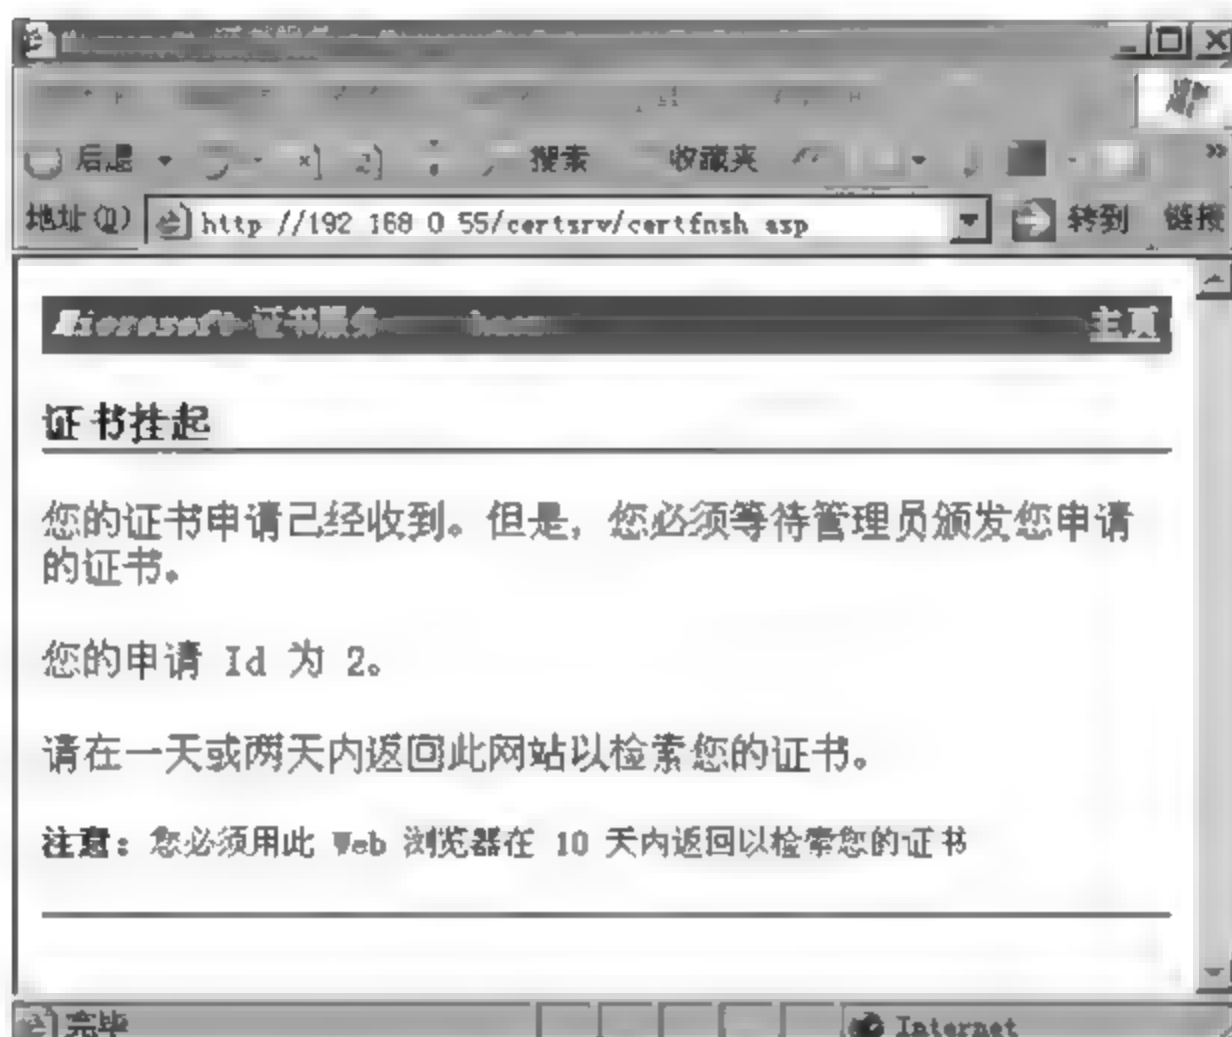 后退 搜索 收藏夹 »
地址(D) http //192 168 0 55/certsrv/certfnsh asp 转到 链接
Microsoft 证书服务 主页
证书挂起
您的证书申请已经收到。但是，您必须等待管理员颁发您申请
的证书。
您的申请 Id 为 2。
请在一天或两天内返回此网站以检索您的证书。
注意: 您必须用此 Web 浏览器在 10 天内返回以检索您的证书
完毕 Internet